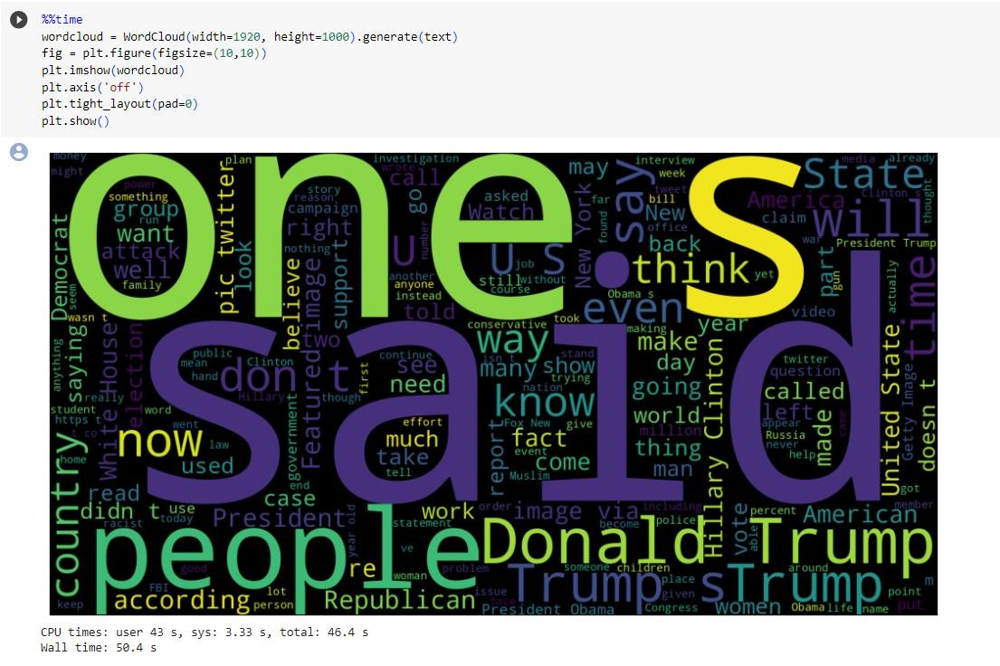 %%time
wordcloud = WordCloud(width=1920, height=1000).generate(text)
fig = plt.figure(figsize=(10,10))
plt.imshow(wordcloud)
plt.axis('off')
plt.tight_layout(pad=0)
plt.show()
money
might
one
s
plan
pic twitter
investigation
wrote
call
go
may
say
interview
week
tweet
bill
State
media
already
power
something
group
run
want
attack
well
family
story
reason
campaign
right
nothing
asked
Watch
U
u s
job
still
without
course
New York
far
found
New
office
back
America
claim
will
Clinton s
thought
war
President Trump
look
support
number
another
anyone
instead
told
think
yet
part
gun
Obama s
even
video
year
actually
time
Democrat
seem
wasn t
believe
Featured image
two
conservative
took
making
way
make
day
anything
saying
White House
election
public
mean
hand
Clinton
don t
Hillary
though
first
continue
see
need
many
show
isn t
stand
trying
nation
know
going
world
million
thing
man
Hillary Clinton
twitter
question
called
left
appear
Russia
never
help
made
came
United State
Getty Image
doesn t
really
student
https t
t co
word
went
now
law
used
home
government
end
effort
much
take
tell
report
Fox New
give
fact
event
come
Muslim
said
country
read
didn t
use
racist
today
case
President
year old
work
statement
order
image via
become
including
police
vote
able
percent
American
got
member
people
ve
Donald Trump
good
re
woman
problem
someone
children
Trump s
Trump
place
given
around
point
m
FBI
keep
according
lot
person
Republican
issue
face
President Obama
Congress
women
Obama
life
name
put
CPU times: user 43 s, sys: 3.33 s, total: 46.4 s
Wall time: 50.4 s